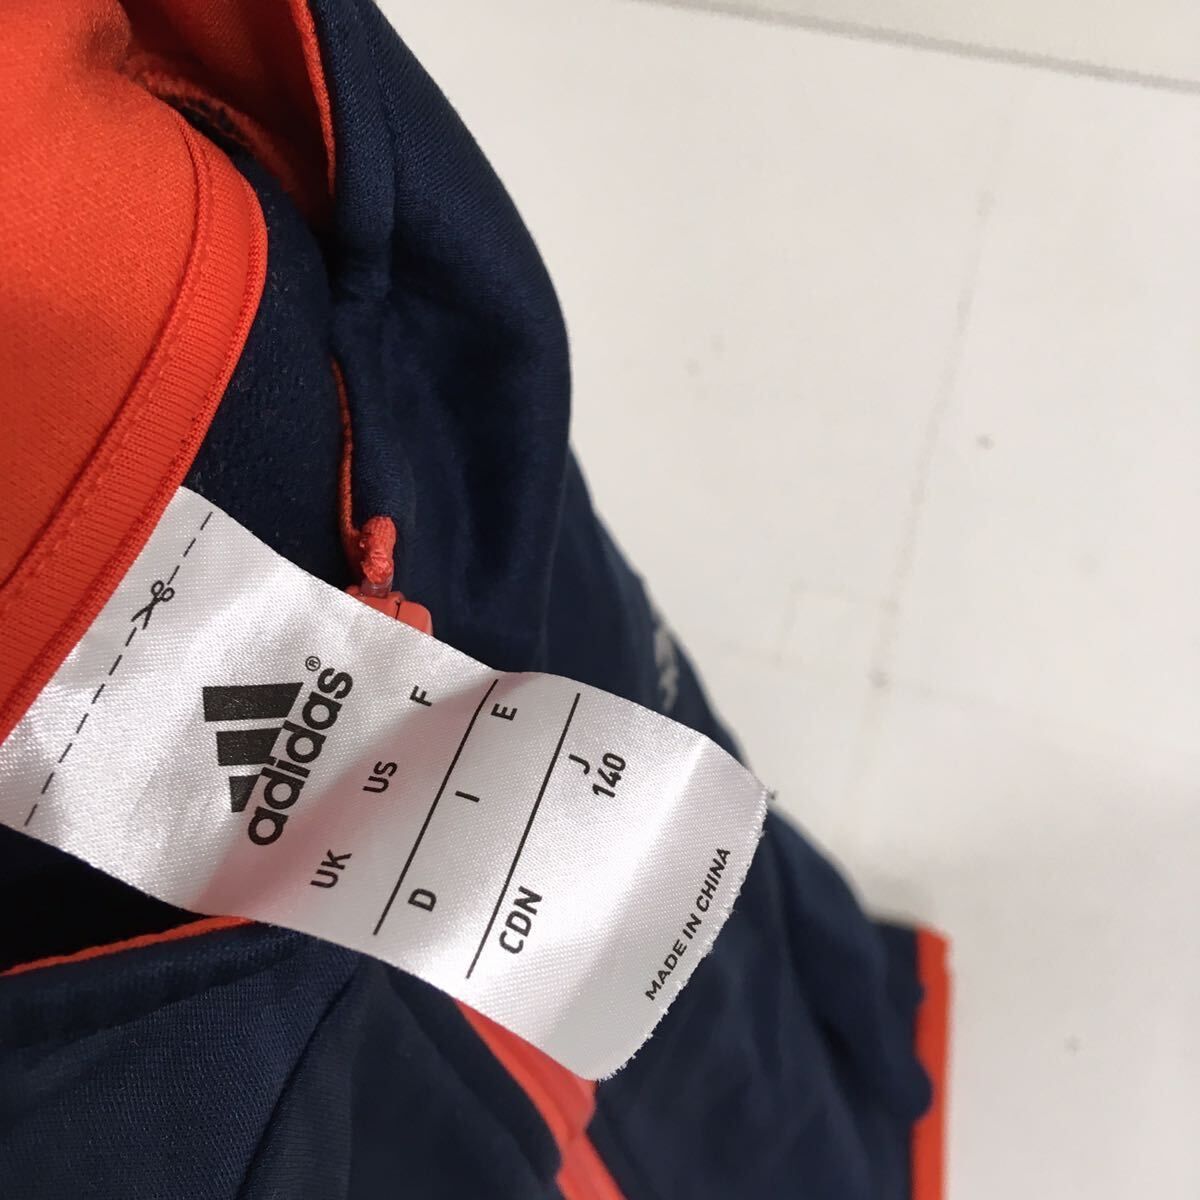 adidas®
UK US F
D I E
CDN J
140
MADE IN CHINA